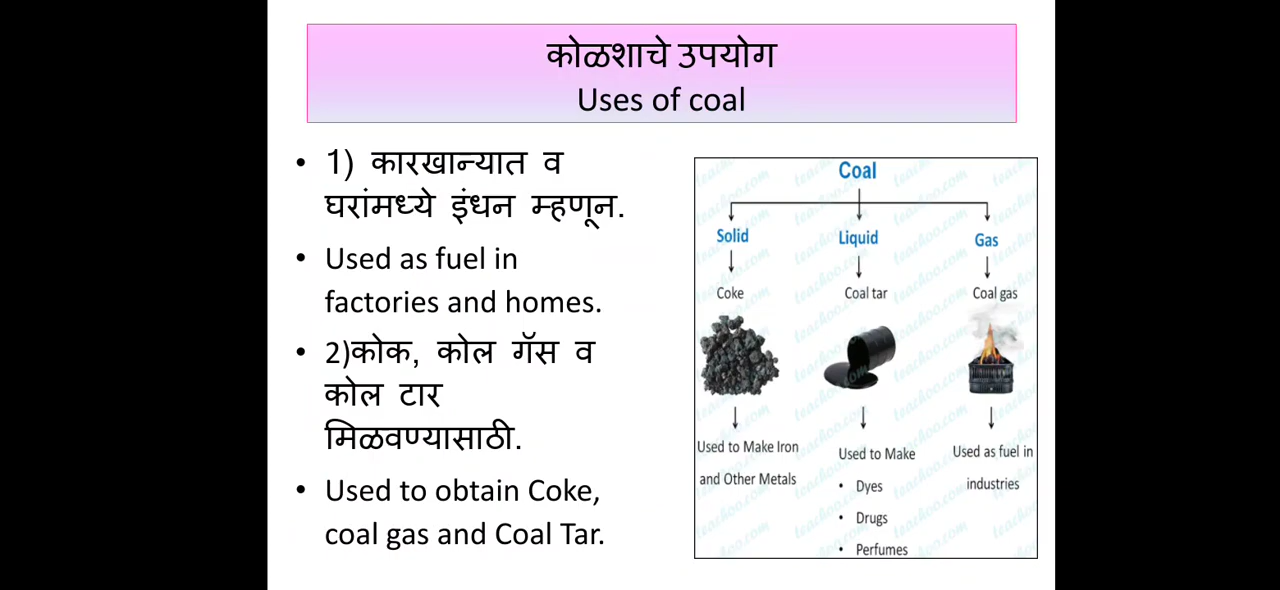 कोळशाचे उपयोग
Uses of coal
• 1) कारखान्यात व
घरांमध्ये इंधन म्हणून.
• Used as fuel in
factories and homes.
• 2)कोक, कोल गॅस व
कोल टार
मिळवण्यासाठी.
• Used to obtain Coke,
coal gas and Coal Tar.
Coal
Solid
Liquid
Gas
Coke
Coal tar
Coal gas
Used to Make Iron
and Other Metals
Used to Make
• Dyes
• Drugs
• Perfumes
Used as fuel in
industries
teachoo.com